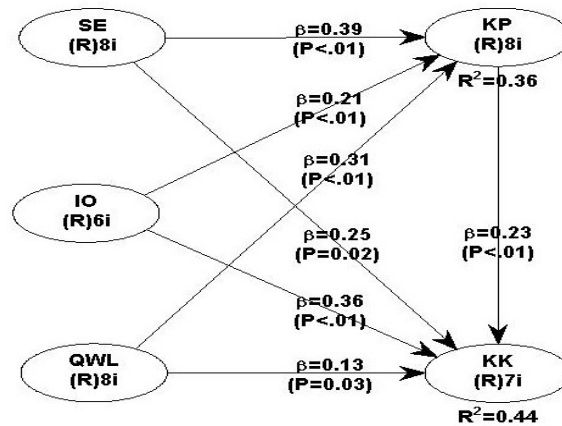 SE
(R)8i
β=0.39
(P<.01)
KP
(R)8i
R²=0.36
β=0.21
(P<.01)
β=0.31
(P<.01)
IO
(R)6i
β=0.25
(P=0.02)
β=0.23
(P<.01)
β=0.36
(P<.01)
QWL
(R)8i
β=0.13
(P=0.03)
KK
(R)7i
R²=0.44